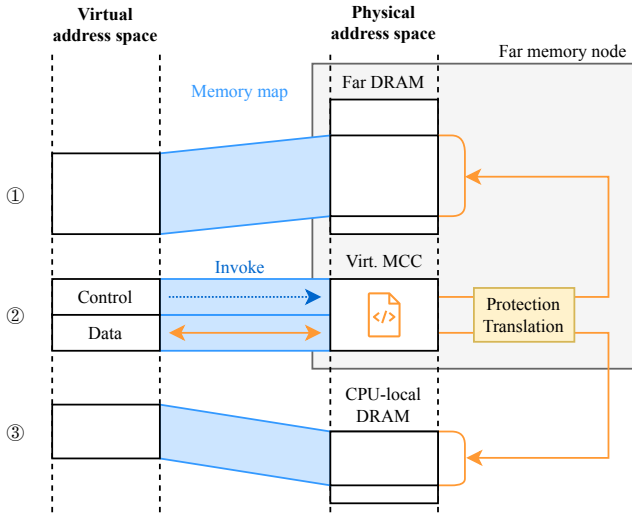 Virtual
address space
Physical
address space
Far memory node
Memory map
Far DRAM
①
Invoke
Virt. MCC
②
Control
Data
</>
Protection
Translation
CPU-local
DRAM
③